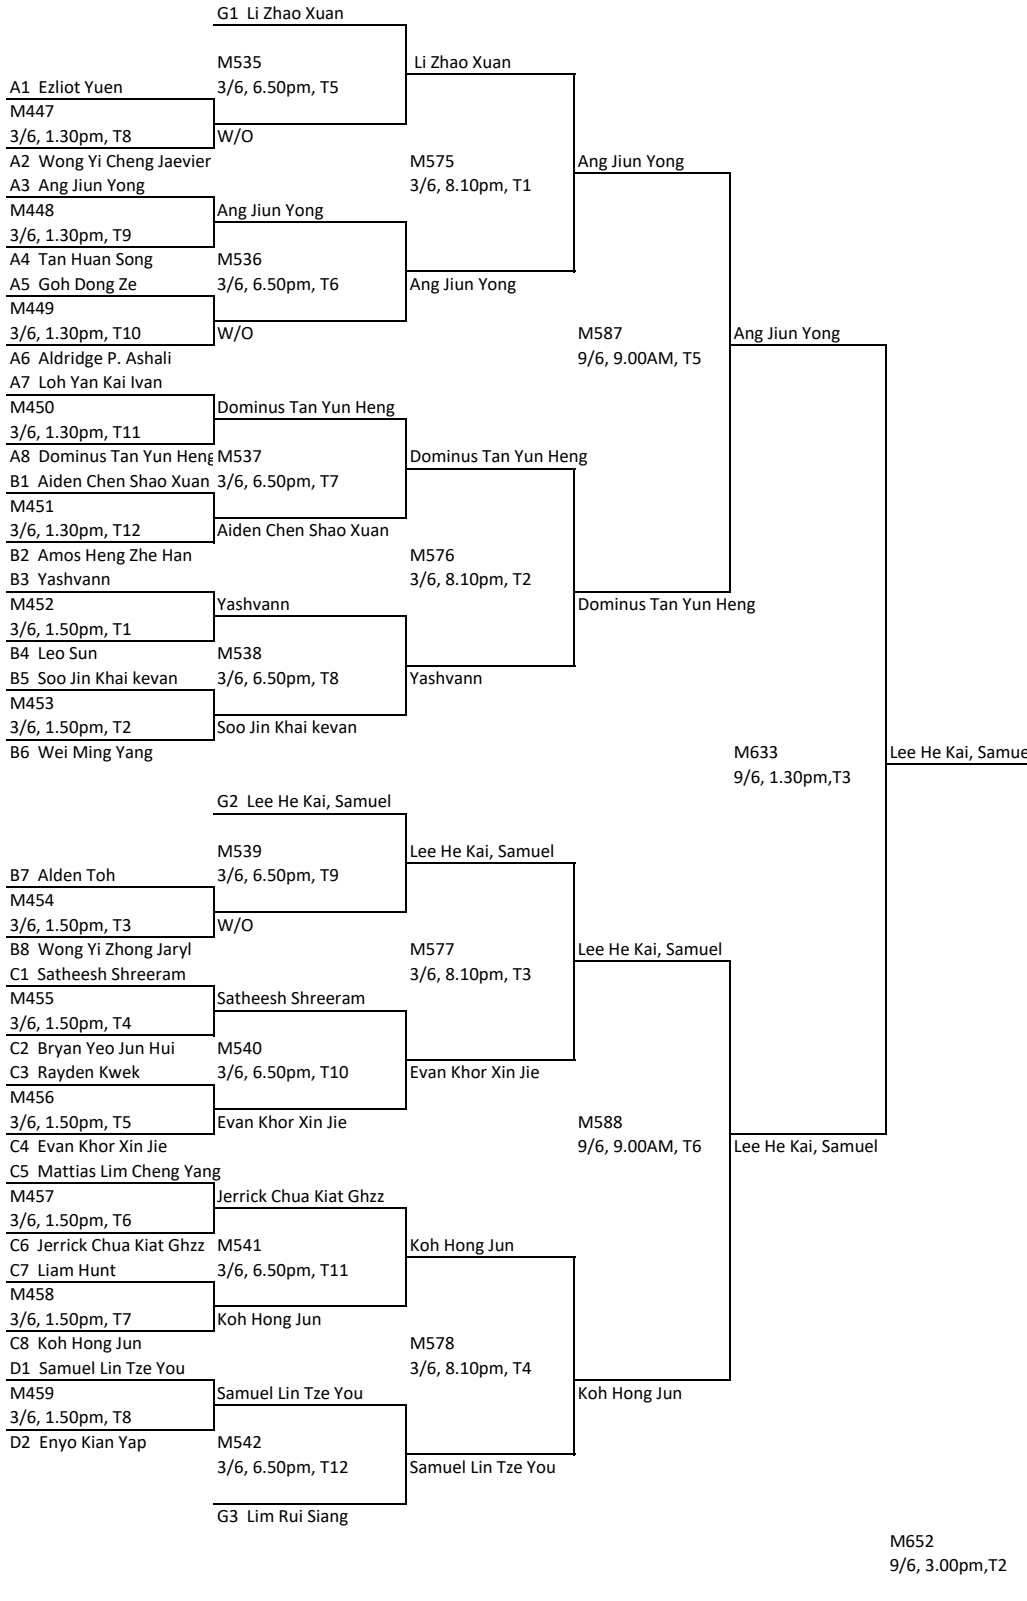 G1 Li Zhao Xuan
M535
Li Zhao Xuan
A1 Ezliot Yuen
3/6, 6.50pm, T5
M447
3/6, 1.30pm, T8
W/O
A2 Wong Yi Cheng Jaevier
M575
Ang Jiun Yong
A3 Ang Jiun Yong
3/6, 8.10pm, T1
M448
Ang Jiun Yong
3/6, 1.30pm, T9
A4 Tan Huan Song
M536
A5 Goh Dong Ze
3/6, 6.50pm, T6
Ang Jiun Yong
M449
3/6, 1.30pm, T10
W/O
M587
Ang Jiun Yong
A6 Aldridge P. Ashali
9/6, 9.00AM, T5
A7 Loh Yan Kai Ivan
M450
Dominus Tan Yun Heng
3/6, 1.30pm, T11
A8 Dominus Tan Yun Heng
M537
Dominus Tan Yun Heng
B1 Aiden Chen Shao Xuan
3/6, 6.50pm, T7
M451
3/6, 1.30pm, T12
Aiden Chen Shao Xuan
B2 Amos Heng Zhe Han
M576
B3 Yashvann
3/6, 8.10pm, T2
M452
Yashvann
Dominus Tan Yun Heng
3/6, 1.50pm, T1
B4 Leo Sun
M538
B5 Soo Jin Khai kevan
3/6, 6.50pm, T8
Yashvann
M453
3/6, 1.50pm, T2
Soo Jin Khai kevan
B6 Wei Ming Yang
M633
Lee He Kai, Samue
9/6, 1.30pm,T3
G2 Lee He Kai, Samuel
M539
Lee He Kai, Samuel
B7 Alden Toh
3/6, 6.50pm, T9
M454
3/6, 1.50pm, T3
W/O
B8 Wong Yi Zhong Jaryl
M577
Lee He Kai, Samuel
C1 Satheesh Shreeram
3/6, 8.10pm, T3
M455
Satheesh Shreeram
3/6, 1.50pm, T4
C2 Bryan Yeo Jun Hui
M540
C3 Rayden Kwek
3/6, 6.50pm, T10
Evan Khor Xin Jie
M456
3/6, 1.50pm, T5
Evan Khor Xin Jie
M588
C4 Evan Khor Xin Jie
9/6, 9.00AM, T6
Lee He Kai, Samuel
C5 Mattias Lim Cheng Yang
M457
Jerrick Chua Kiat Ghzz
3/6, 1.50pm, T6
C6 Jerrick Chua Kiat Ghzz
M541
Koh Hong Jun
C7 Liam Hunt
3/6, 6.50pm, T11
M458
3/6, 1.50pm, T7
Koh Hong Jun
C8 Koh Hong Jun
M578
D1 Samuel Lin Tze You
3/6, 8.10pm, T4
M459
Samuel Lin Tze You
Koh Hong Jun
3/6, 1.50pm, T8
D2 Enyo Kian Yap
M542
3/6, 6.50pm, T12
Samuel Lin Tze You
G3 Lim Rui Siang
M652
9/6, 3.00pm,T2